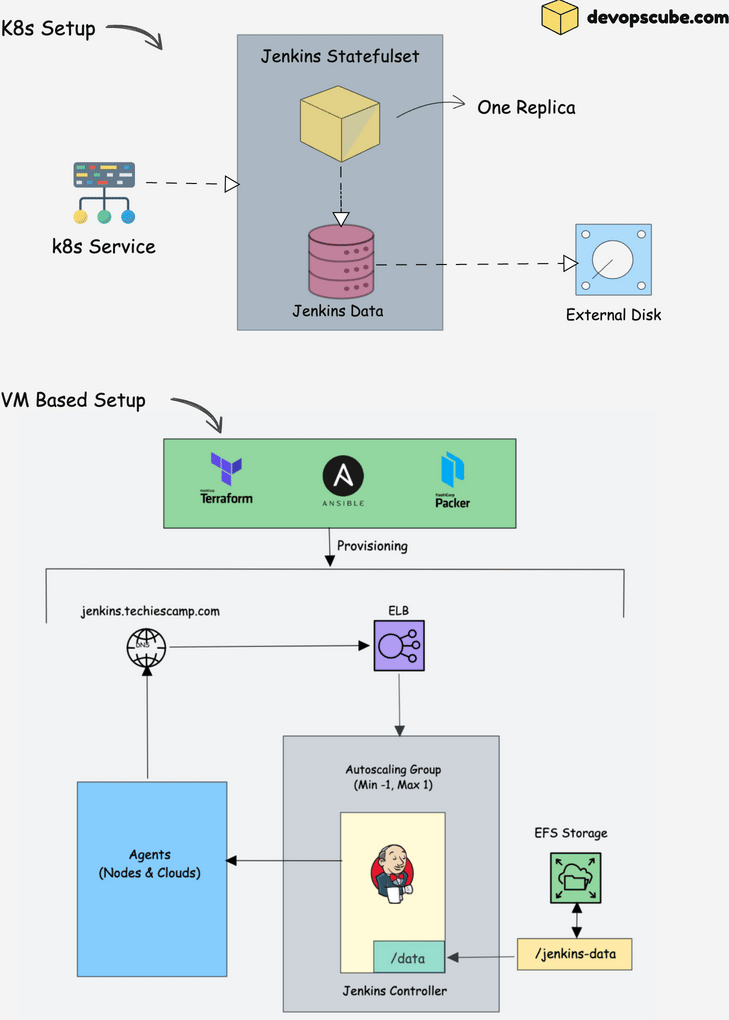 devopscube.com
K8s Setup
Jenkins Statefulset
One Replica
k8s Service
Jenkins Data
External Disk
VM Based Setup
HashiCorp
Terraform
ANSIBLE
HashiCorp
Packer
Provisioning
jenkins.techiescamp.com
DNS
ELB
Autoscaling Group
(Min -1, Max 1)
Agents
(Nodes & Clouds)
EFS Storage
/data
/jenkins-data
Jenkins Controller